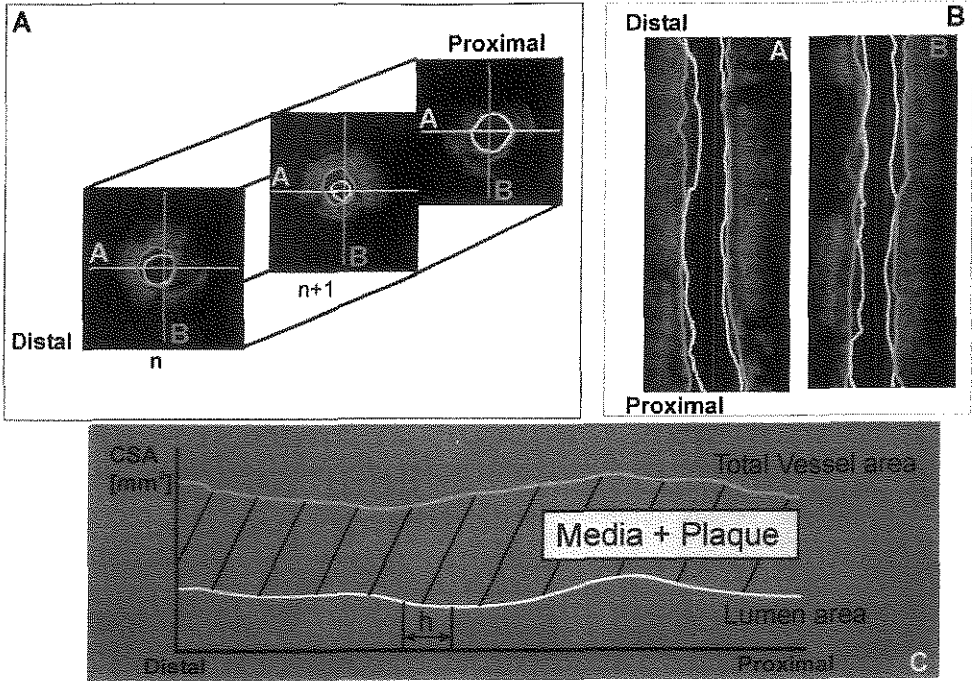 A
Proximal
A
B
A
B
n+1
A
B
Distal
n
B
Distal
A
B
Proximal
CSA
[mm²]
Total Vessel area
Media + Plaque
h
Lumen area
Distal
Proximal
C